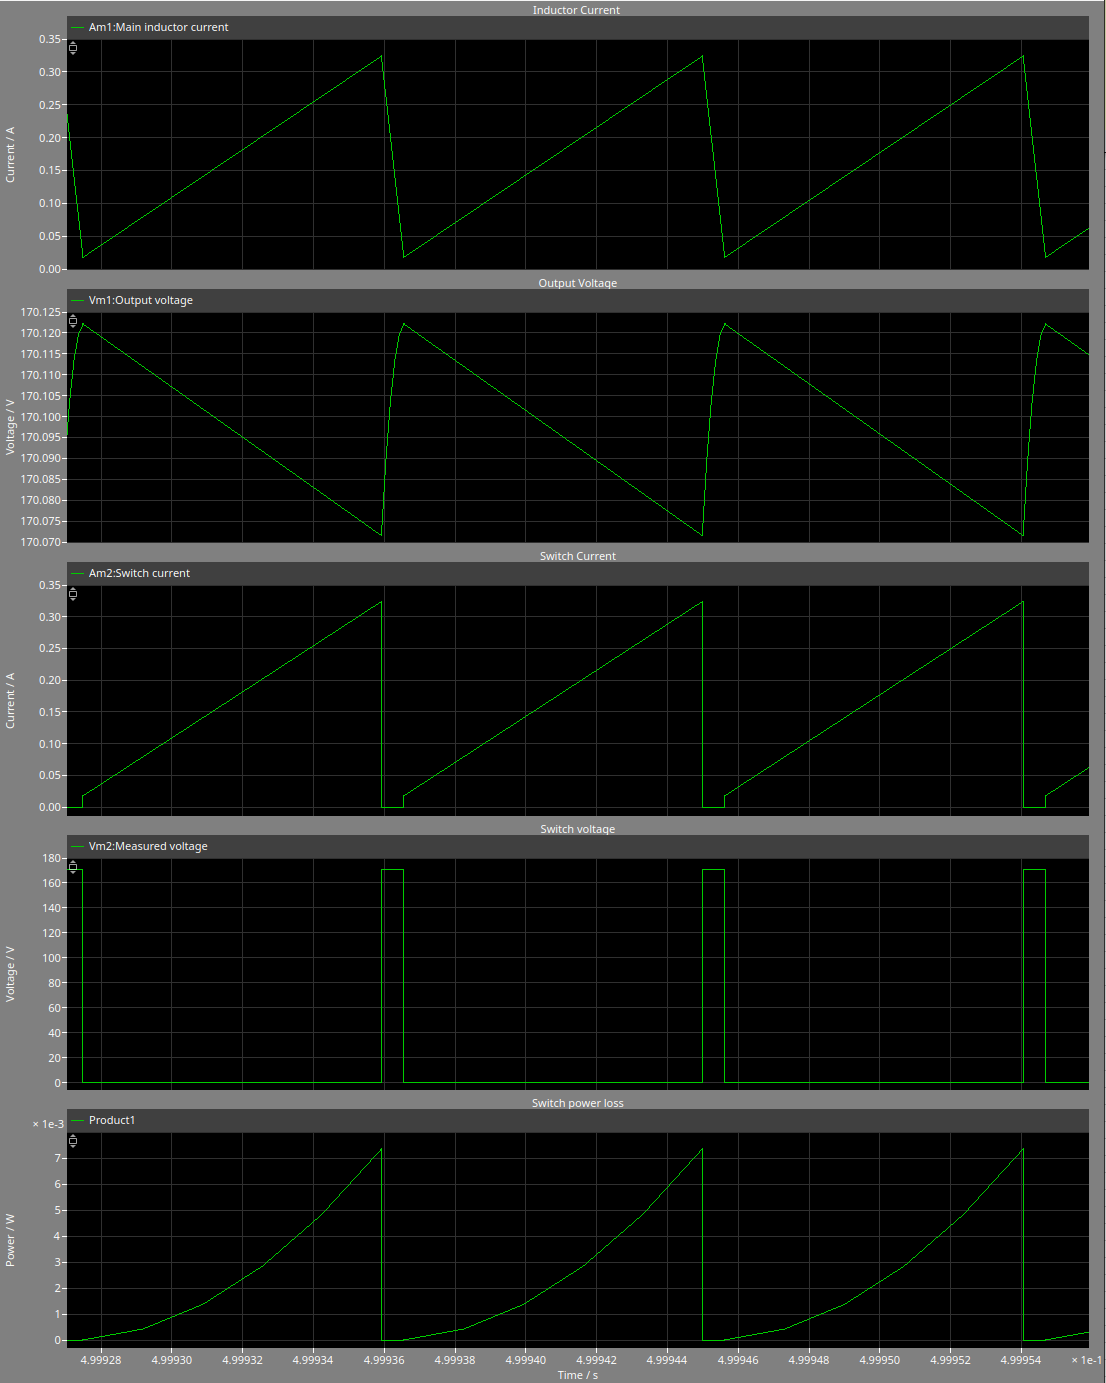 Inductor Current
Am1:Main inductor current
0.35
0.30
0.25
0.20
0.15
0.10
0.05
0.00
Current / A
Output Voltage
Vm1:Output voltage
170.125
170.120
170.115
170.110
170.105
170.100
170.095
170.090
170.085
170.080
170.075
170.070
Voltage / V
Switch Current
Am2:Switch current
0.35
0.30
0.25
0.20
0.15
0.10
0.05
0.00
Current / A
Switch voltage
Vm2:Measured voltage
180
160
140
120
100
80
60
40
20
0
Voltage / V
Switch power loss
Product1
× 1e-3
7
6
5
4
3
2
1
0
Power / W
4.99928 4.99930 4.99932 4.99934 4.99936 4.99938 4.99940 4.99942 4.99944 4.99946 4.99948 4.99950 4.99952 4.99954 × 1e-1
Time / s